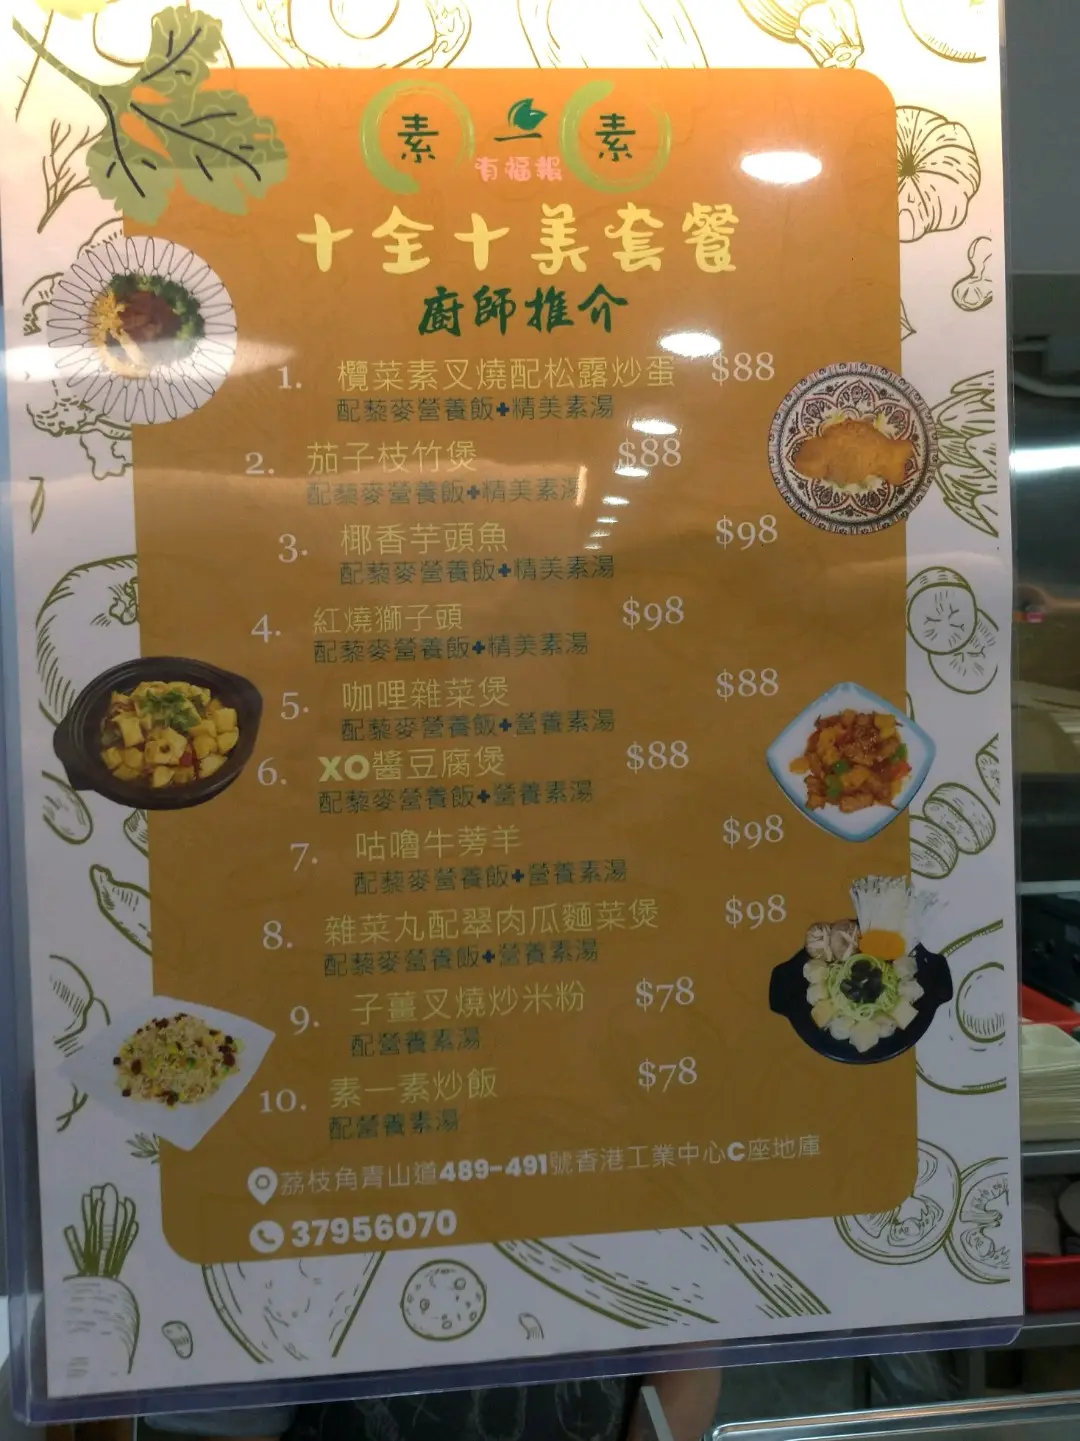 素一素
有福報
十全十美套餐
廚師推介
1. 欖菜素叉燒配松露炒蛋 $88
配藜麥營養飯+精美素湯
2. 茄子枝竹煲 $88
配藜麥營養飯+精美素湯
3. 椰香芋頭魚 $98
配藜麥營養飯+精美素湯
4. 紅燒獅子頭 $98
配藜麥營養飯+精美素湯
5. 咖哩雜菜煲 $88
配藜麥營養飯+營養素湯
6. XO醬豆腐煲 $88
配藜麥營養飯+營養素湯
7. 咕嚕牛蒡羊 $98
配藜麥營養飯+營養素湯
8. 雜菜丸配翠肉瓜麵菜煲 $98
配藜麥營養飯+營養素湯
9. 子薑叉燒炒米粉 $78
配營養素湯
10. 素一素炒飯 $78
配營養素湯
荔枝角青山道489-491號香港工業中心C座地庫
37956070